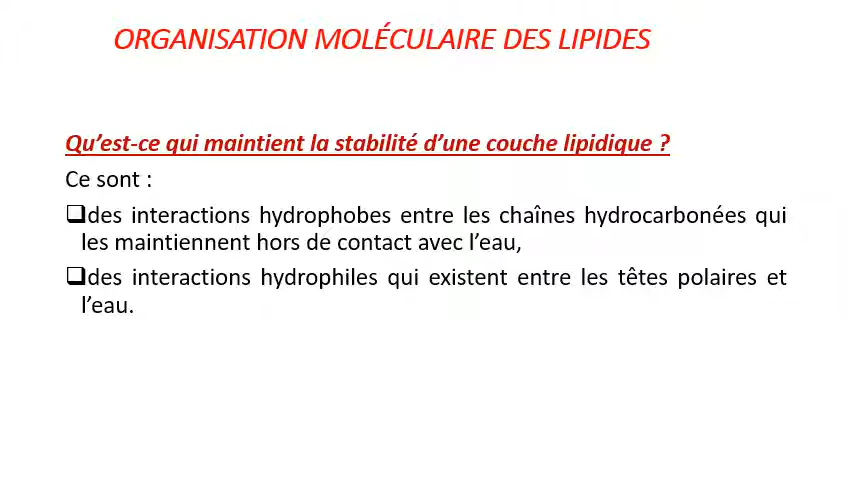 ORGANISATION MOLÉCULAIRE DES LIPIDES
Qu’est-ce qui maintient la stabilité d’une couche lipidique ?
Ce sont :
❑des interactions hydrophobes entre les chaînes hydrocarbonées qui
les maintiennent hors de contact avec l’eau,
❑des interactions hydrophiles qui existent entre les têtes polaires et
l’eau.